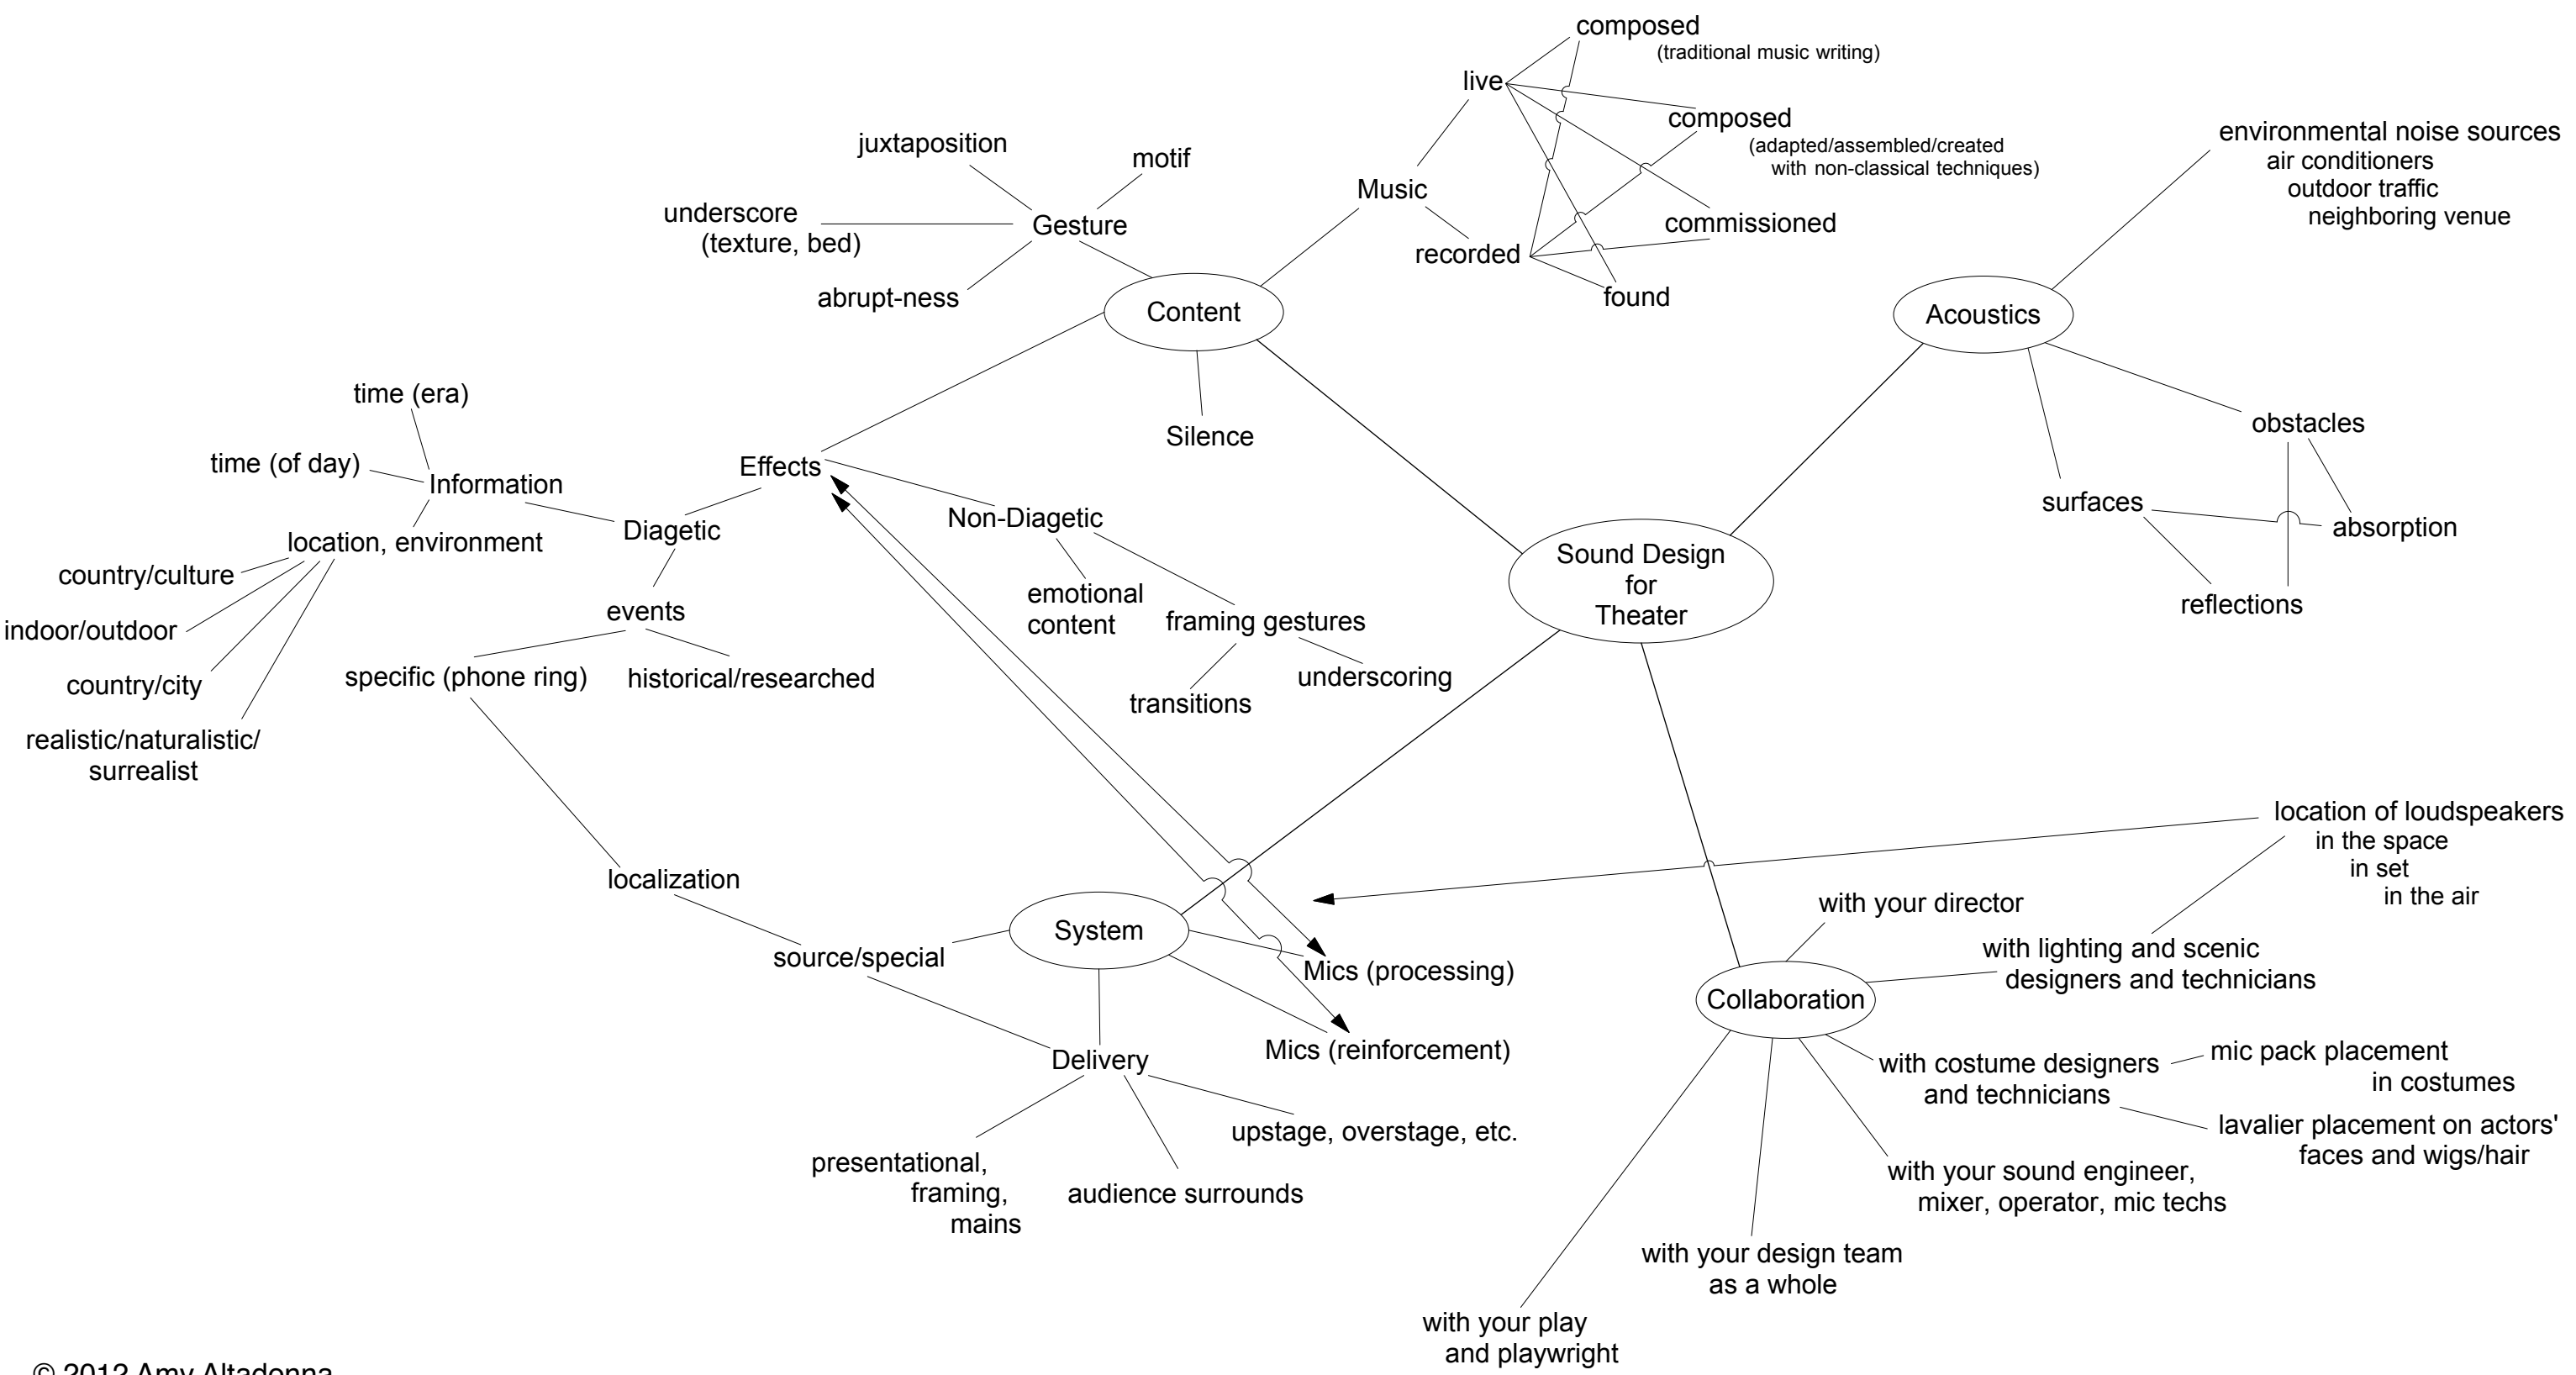 composed
(traditional music writing)
live
composed
(adapted/assembled/created
with non-classical techniques)
Music
commissioned
recorded
found
juxtaposition
motif
underscore
(texture, bed)
Gesture
abrupt-ness
Content
Silence
environmental noise sources
air conditioners
outdoor traffic
neighboring venue
Acoustics
obstacles
surfaces
absorption
reflections
time (era)
time (of day)
Information
Effects
location, environment
Diagetic
Non-Diagetic
country/culture
indoor/outdoor
country/city
realistic/naturalistic/
surrealist
events
specific (phone ring)
historical/researched
emotional
content
framing gestures
transitions
underscoring
Sound Design
for
Theater
localization
source/special
System
Mics (processing)
Mics (reinforcement)
Delivery
upstage, overstage, etc.
presentational,
framing,
mains
audience surrounds
location of loudspeakers
in the space
in set
in the air
with your director
with lighting and scenic
designers and technicians
Collaboration
with costume designers
and technicians
mic pack placement
in costumes
lavalier placement on actors'
faces and wigs/hair
with your sound engineer,
mixer, operator, mic techs
with your design team
as a whole
with your play
and playwright
© 2012 Amy Altadonna